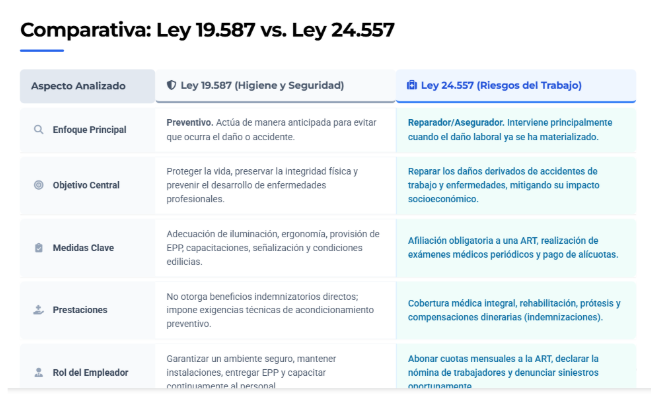 Comparativa: Ley 19.587 vs. Ley 24.557
Aspecto Analizado
Ley 19.587 (Higiene y Seguridad)
Ley 24.557 (Riesgos del Trabajo)
Enfoque Principal
Preventivo. Actúa de manera anticipada para evitar
que ocurra el daño o accidente.
Reparador/Asegurador. Interviene principalmente
cuando el daño laboral ya se ha materializado.
Objetivo Central
Proteger la vida, preservar la integridad física y
prevenir el desarrollo de enfermedades
profesionales.
Reparar los daños derivados de accidentes de
trabajo y enfermedades, mitigando su impacto
socioeconómico.
Medidas Clave
Adecuación de iluminación, ergonomía, provisión de
EPP, capacitaciones, señalización y condiciones
edilicias.
Afiliación obligatoria a una ART, realización de
exámenes médicos periódicos y pago de alícuotas.
Prestaciones
No otorga beneficios indemnizatorios directos;
impone exigencias técnicas de acondicionamiento
preventivo.
Cobertura médica integral, rehabilitación, prótesis y
compensaciones dinerarias (indemnizaciones).
Rol del Empleador
Garantizar un ambiente seguro, mantener
instalaciones, entregar EPP y capacitar
continuamente al personal.
Abonar cuotas mensuales a la ART, declarar la
nómina de trabajadores y denunciar siniestros
oportunamente.